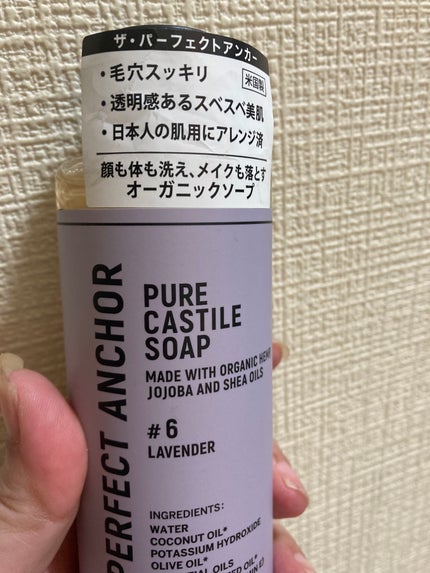 ザ・パーフェクトアンカー
・毛穴スッキリ
米国製
・透明感あるスベスベ美肌
・日本人の肌用にアレンジ済
顔も体も洗え、メイクも落とす
オーガニックソープ
PERFECT ANCHOR
PURE
CASTILE
SOAP
MADE WITH ORGANIC HEMP
JOJOBA AND SHEA OILS
#6
LAVENDER
INGREDIENTS:
WATER
COCONUT OIL*
POTASSIUM HYDROXIDE
OLIVE OIL*
OILS
OIL*